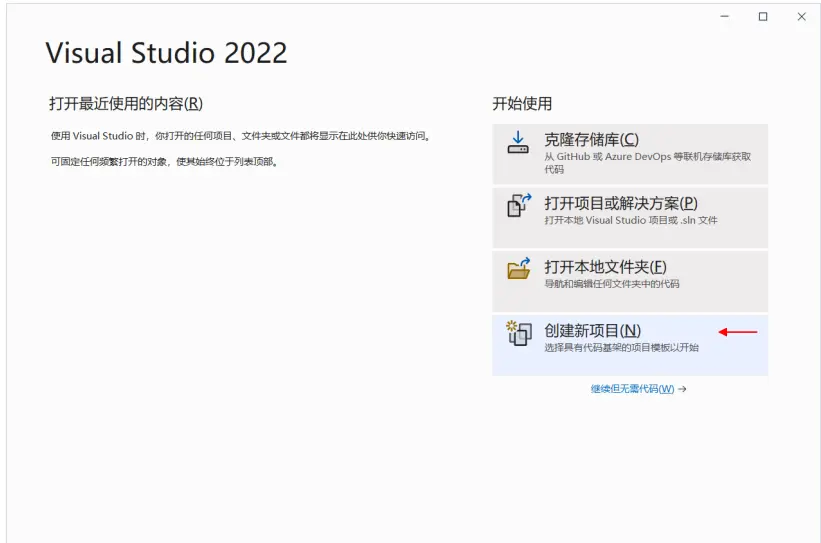 Visual Studio 2022
打开最近使用的内容(R)
使用 Visual Studio 时，你打开的任何项目、文件夹或文件都将显示在此处供你快速访问。
可固定任何频繁打开的对象，使其始终位于列表顶部。
开始使用
克隆存储库(C)
从 GitHub 或 Azure DevOps 等联机存储库获取
代码
打开项目或解决方案(P)
打开本地 Visual Studio 项目或 .sln 文件
打开本地文件夹(F)
导航和编辑任何文件夹中的代码
创建新项目(N)
选择具有代码基架的项目模板以开始
继续但无需代码(W) →